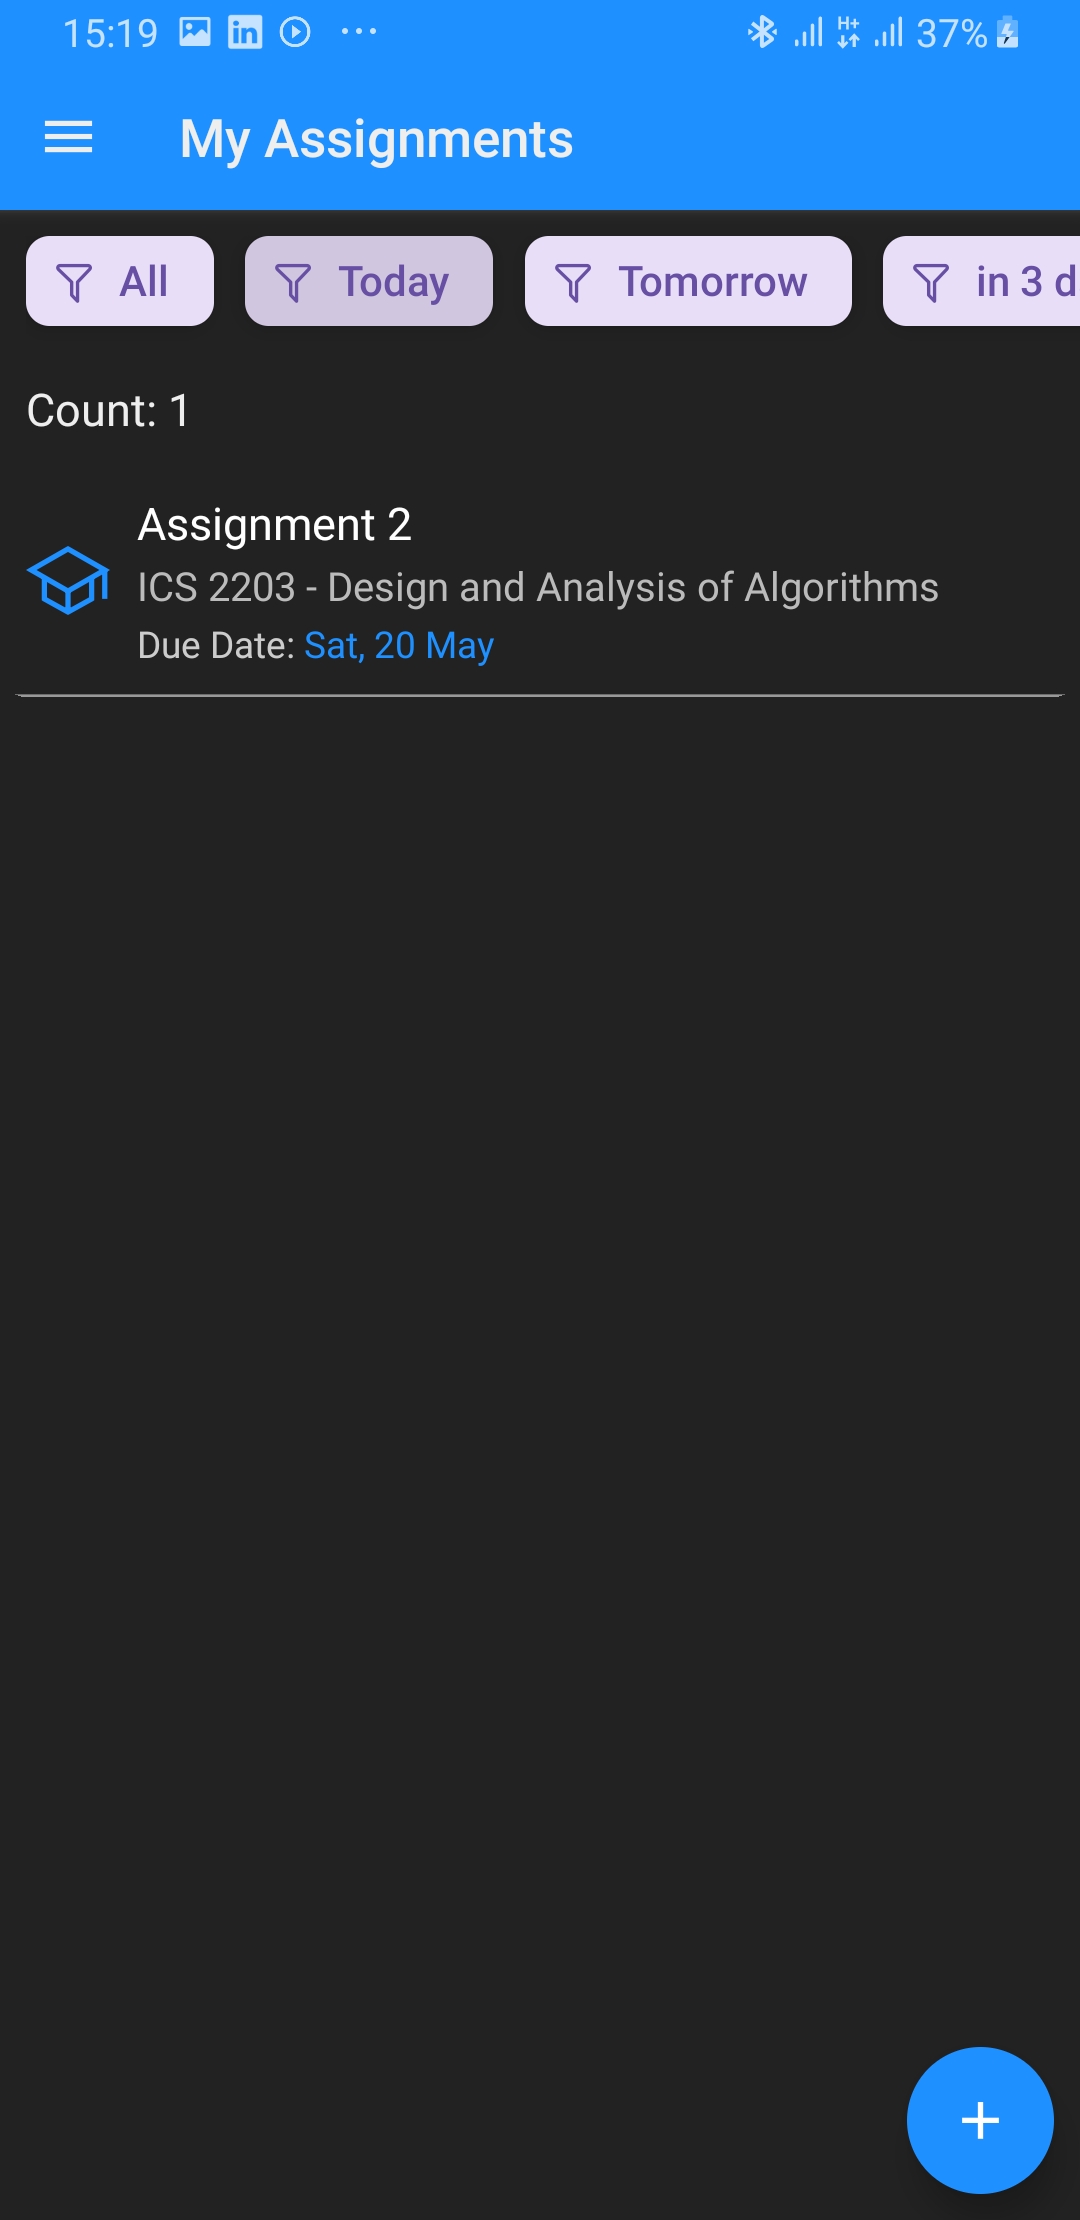 15:19 in H+ 37%
My Assignments
All Today Tomorrow in 3 d
Count: 1
Assignment 2
ICS 2203 - Design and Analysis of Algorithms
Due Date: Sat, 20 May
+